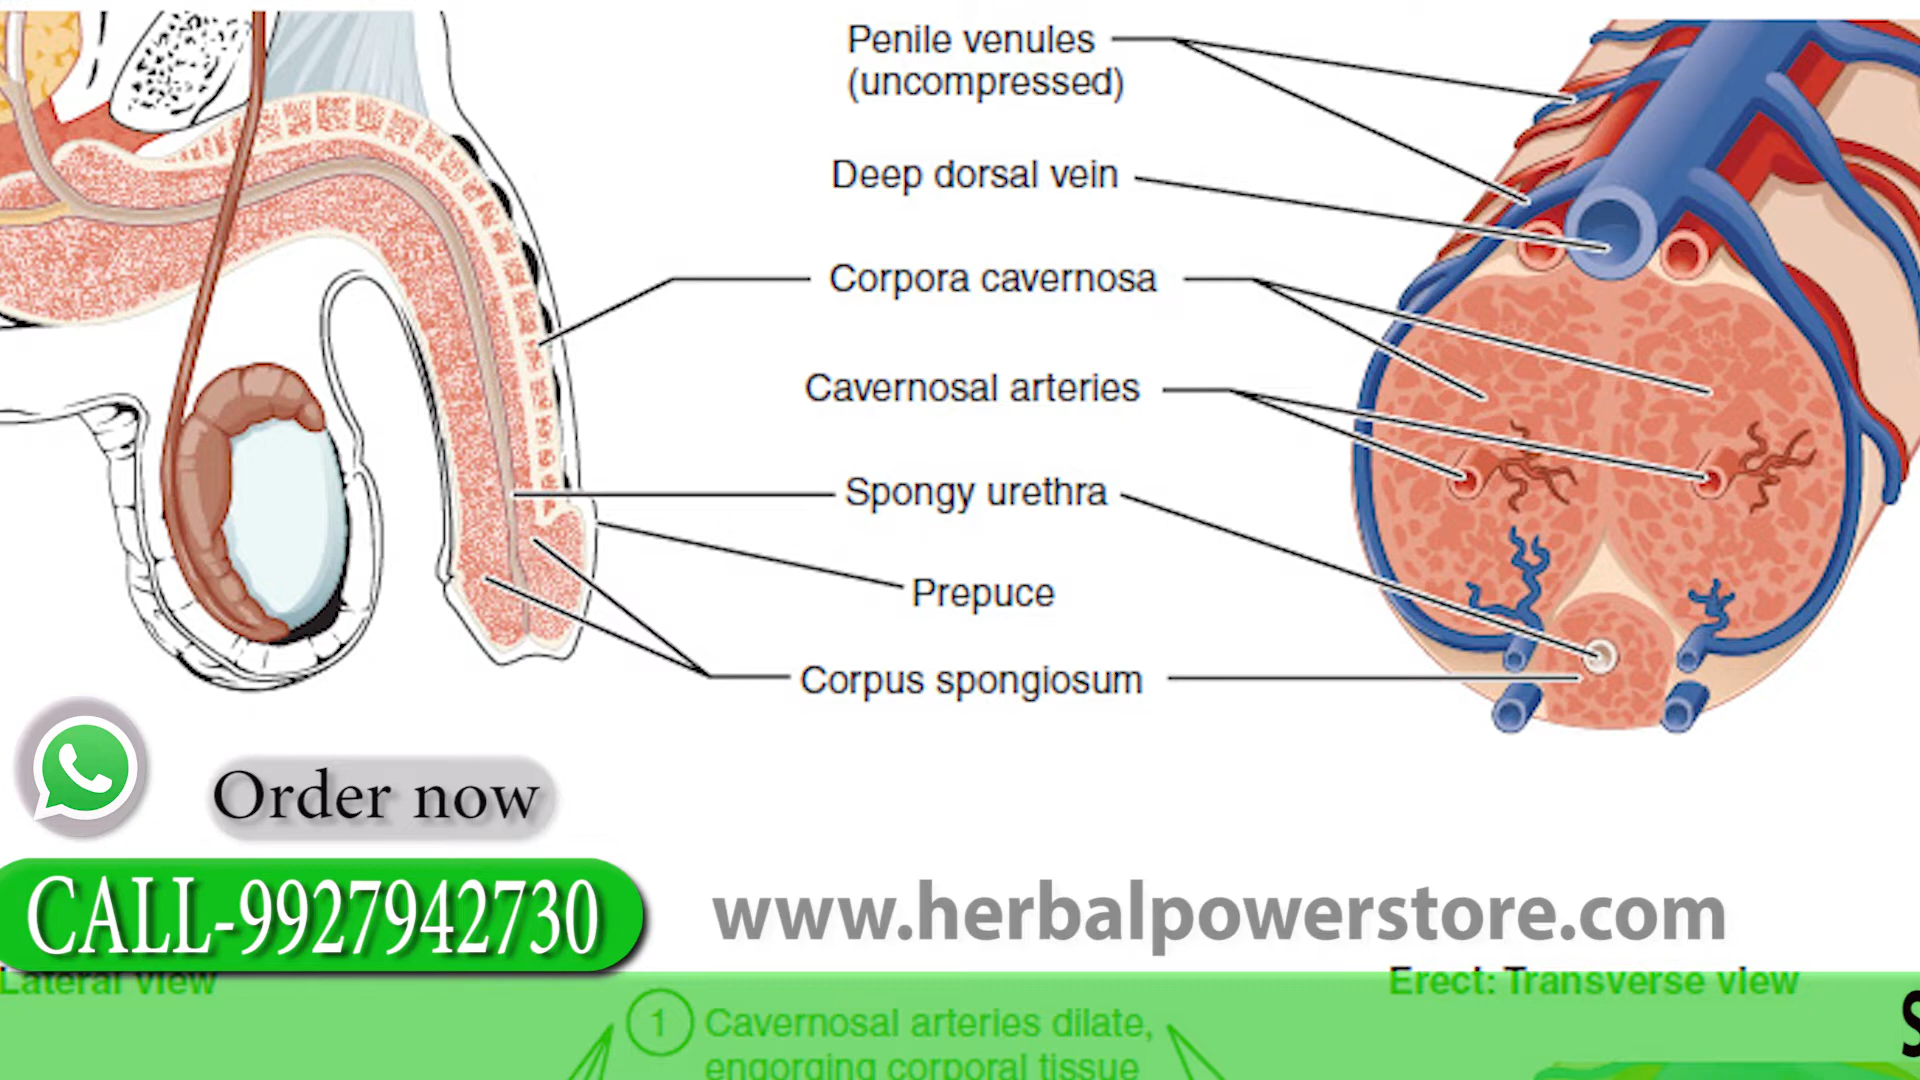 Penile venules
(uncompressed)
Deep dorsal vein
Corpora cavernosa
Cavernosal arteries
Spongy urethra
Prepuce
Corpus spongiosum
Order now
CALL-9927942730
www.herbalpowerstore.com
Lateral view
Erect: Transverse view
1 Cavernosal arteries dilate,
engorging corporal tissue
S